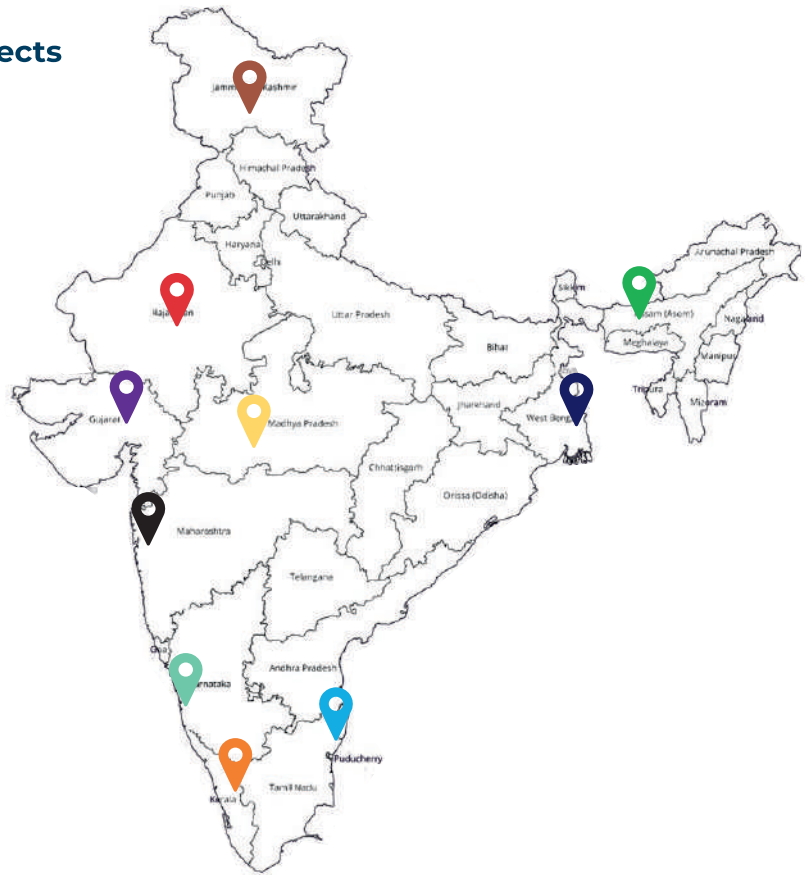 ects
Himachal Pradesh
Punjab
Uttarakhand
Haryana
Delhi
Arunachal Pradesh
Sikkim
Nagaland
Uttar Pradesh
Bihar
Meghalaya
Manipur
Tripura
Mizoram
Jharkhand
Gujarat
Madhya Pradesh
Chhattisgarh
Orissa (Odisha)
Maharashtra
Telangana
Goa
Andhra Pradesh
Puducherry
Kerala
Tamil Nadu